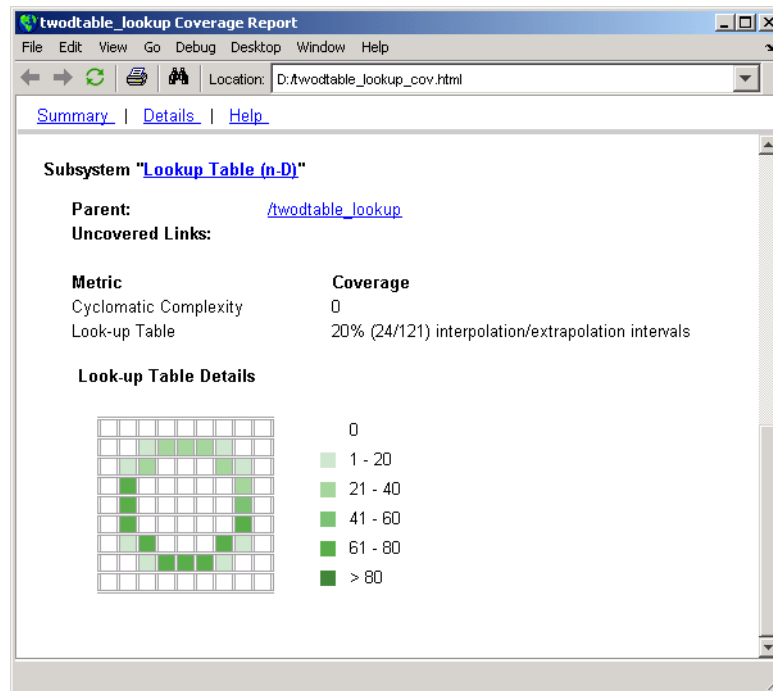 twodtable_lookup Coverage Report
File Edit View Go Debug Desktop Window Help
Location: D:/twodtable_lookup_cov.html
Summary | Details | Help
Subsystem "Lookup Table (n-D)"
Parent: /twodtable_lookup
Uncovered Links:
Metric Coverage
Cyclomatic Complexity 0
Look-up Table 20% (24/121) interpolation/extrapolation intervals
Look-up Table Details
0
1 - 20
21 - 40
41 - 60
61 - 80
> 80